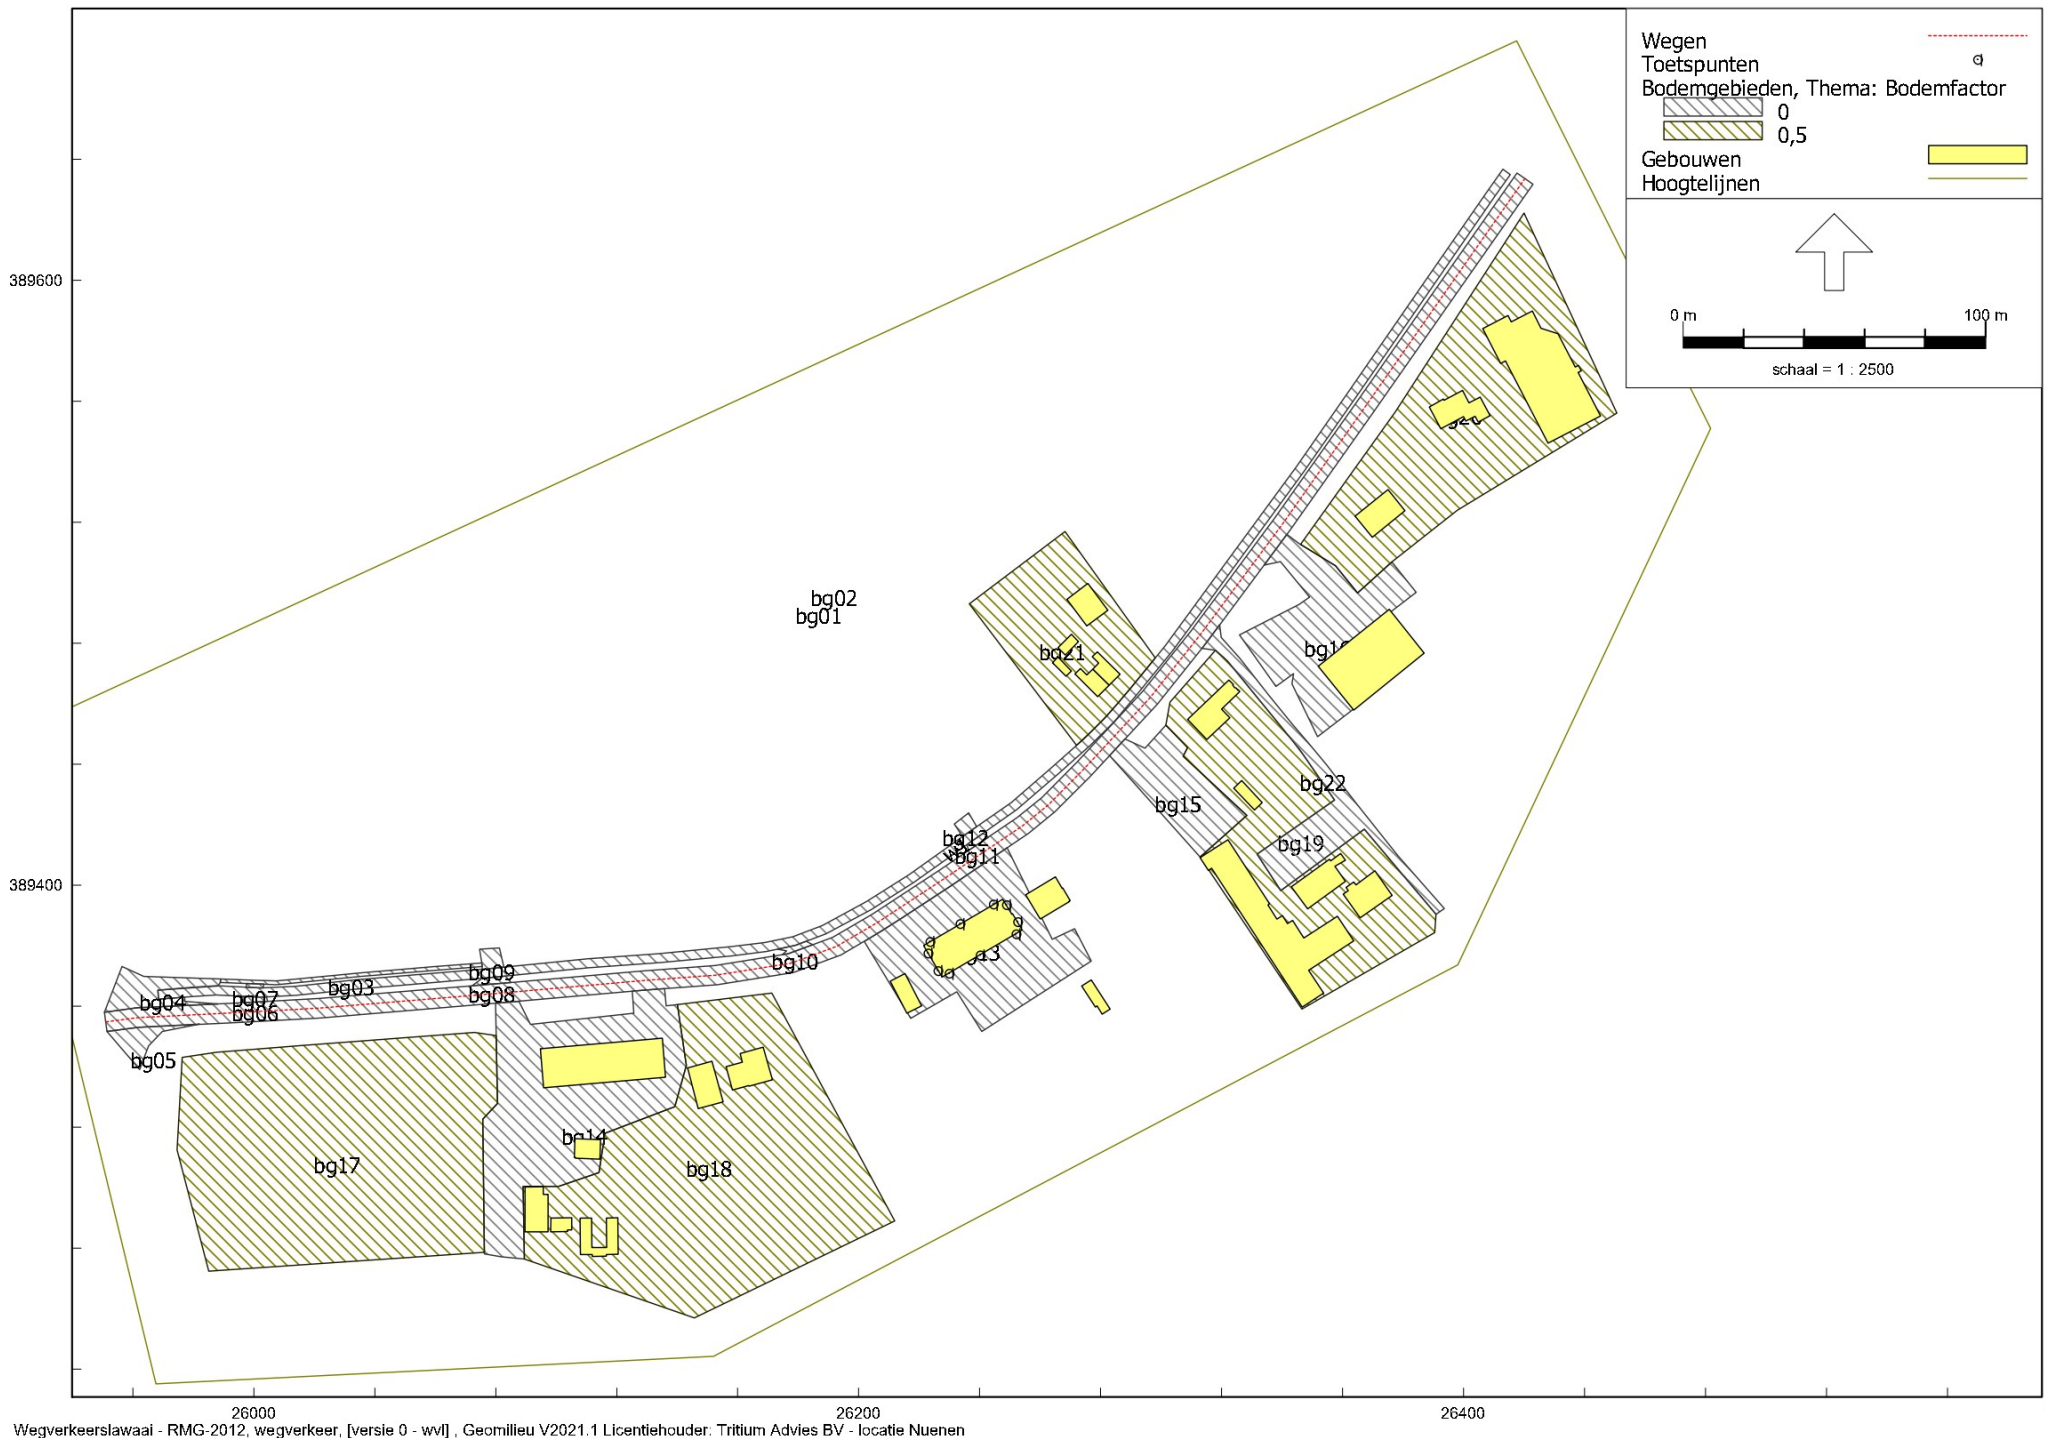 Wegen
Toetspunten
Bodemgebieden, Thema: Bodemfactor
0
0,5
Gebouwen
Hoogtelijnen
0 m 100 m
schaal = 1 : 2500
389600
bg02
bg01
bg21
bg22
bg15
bg19
bg12
bg11
389400
bg10
bg09
bg03
bg08
bg04
bg07
bg06
bg05
bg14
bg17
bg18
26000 26200 26400
Wegverkeerslawaai - RMG-2012, wegverkeer, [versie 0 - wvl] , Geomilieu V2021.1 Licentiehouder: Tritium Advies BV - locatie Nuenen